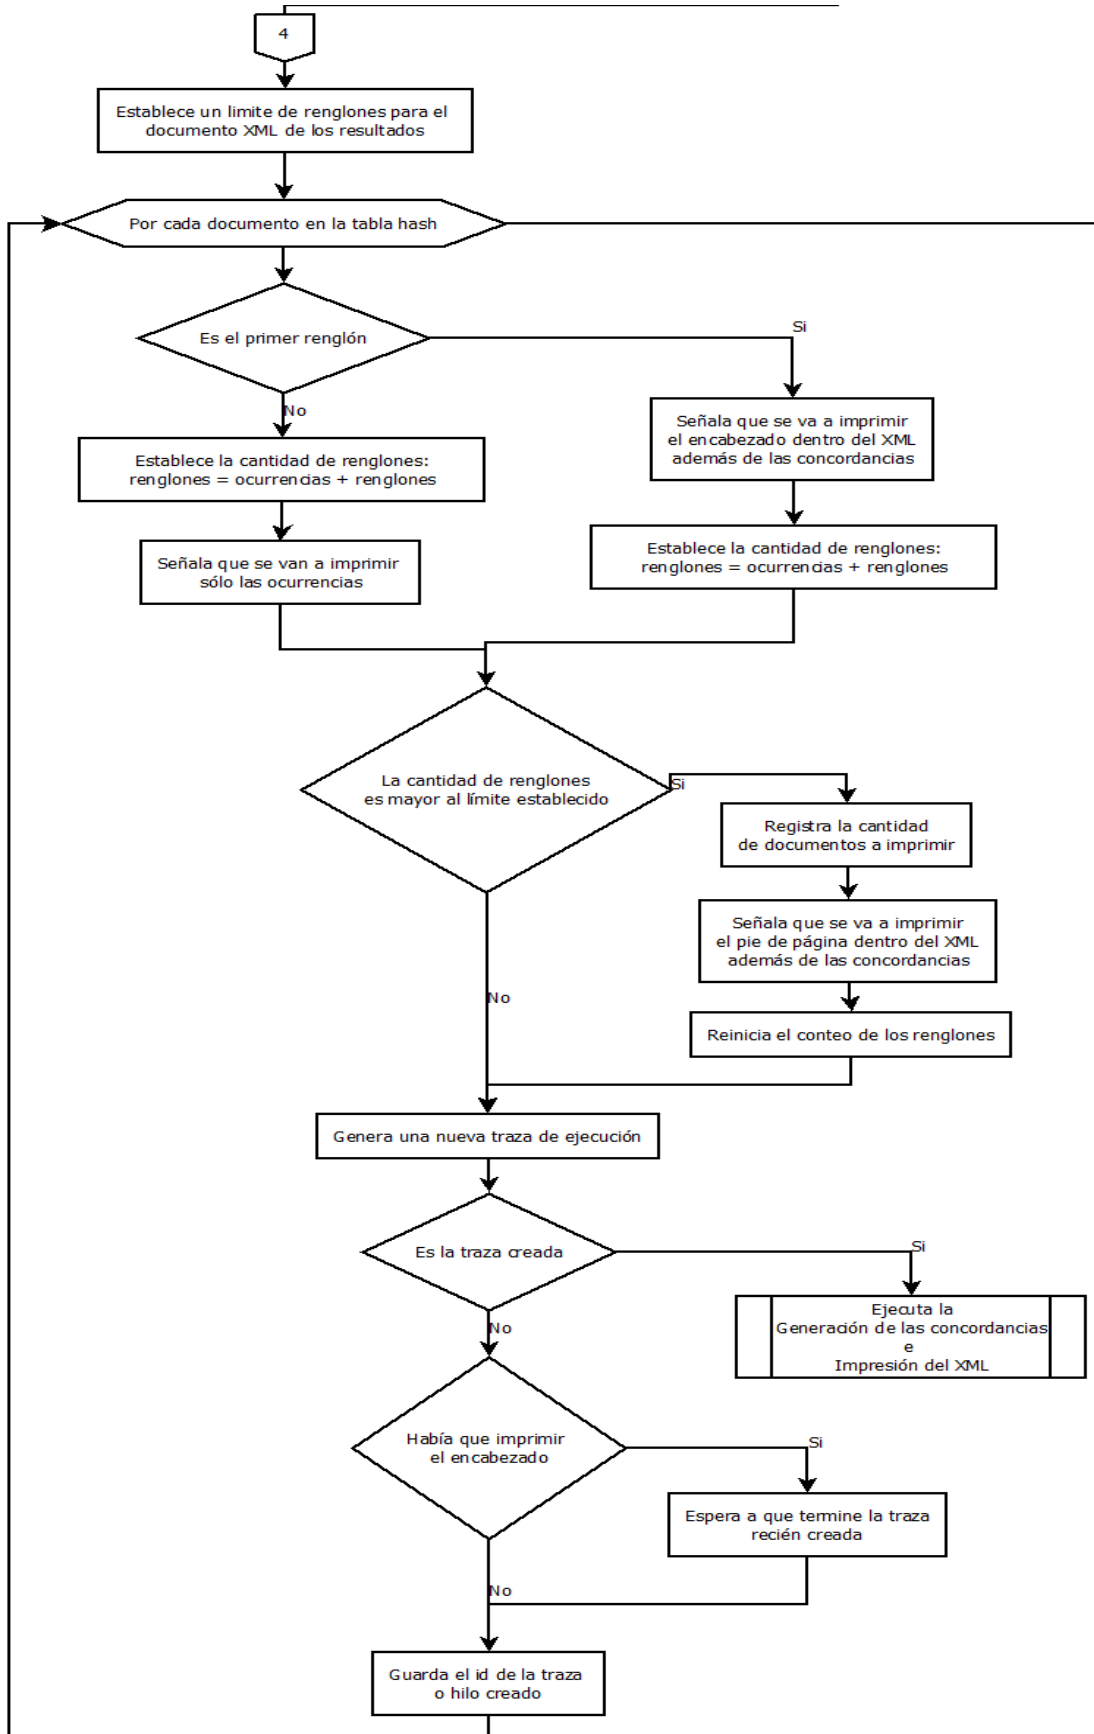 4
Establece un limite de renglones para el
documento XML de los resultados
Por cada documento en la tabla hash
Es el primer renglón
Si
No
Señala que se va a imprimir
el encabezado dentro del XML
además de las concordancias
Establece la cantidad de renglones:
renglones = ocurrencias + renglones
Establece la cantidad de renglones:
renglones = ocurrencias + renglones
Señala que se van a imprimir
sólo las ocurrencias
La cantidad de renglones
es mayor al límite establecido
Si
Registra la cantidad
de documentos a imprimir
Señala que se va a imprimir
el pie de página dentro del XML
además de las concordancias
No
Reinicia el conteo de los renglones
Genera una nueva traza de ejecución
Es la traza creada
Si
Ejecuta la
Generación de las concordancias
e
Impresión del XML
No
Había que imprimir
el encabezado
Si
Espera a que termine la traza
recién creada
No
Guarda el id de la traza
o hilo creado